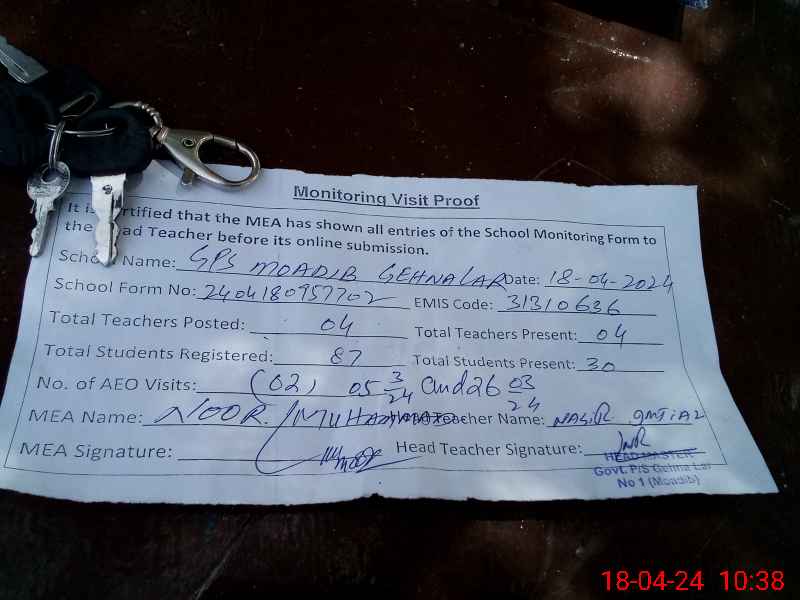 Monitoring Visit Proof
It is certified that the MEA has shown all entries of the School Monitoring Form to
the Head Teacher before its online submission.
School Name: GPS MOADIB GEHNA LAR Date: 18-04-2024
School Form No: 2404180957702 EMIS Code: 31310636
Total Teachers Posted: 04 Total Teachers Present: 04
Total Students Registered: 87 Total Students Present: 30
No. of AEO Visits: (02) 05 3/24 and 26 03/24
MEA Name: NOOR MUHAMMAD Head Teacher Name: NASIR IMTIAZ
MEA Signature: Head Teacher Signature:
HEAD MASTER
Govt. P/S Gehna Lar
No 1 (Moadib)
18-04-24 10:38